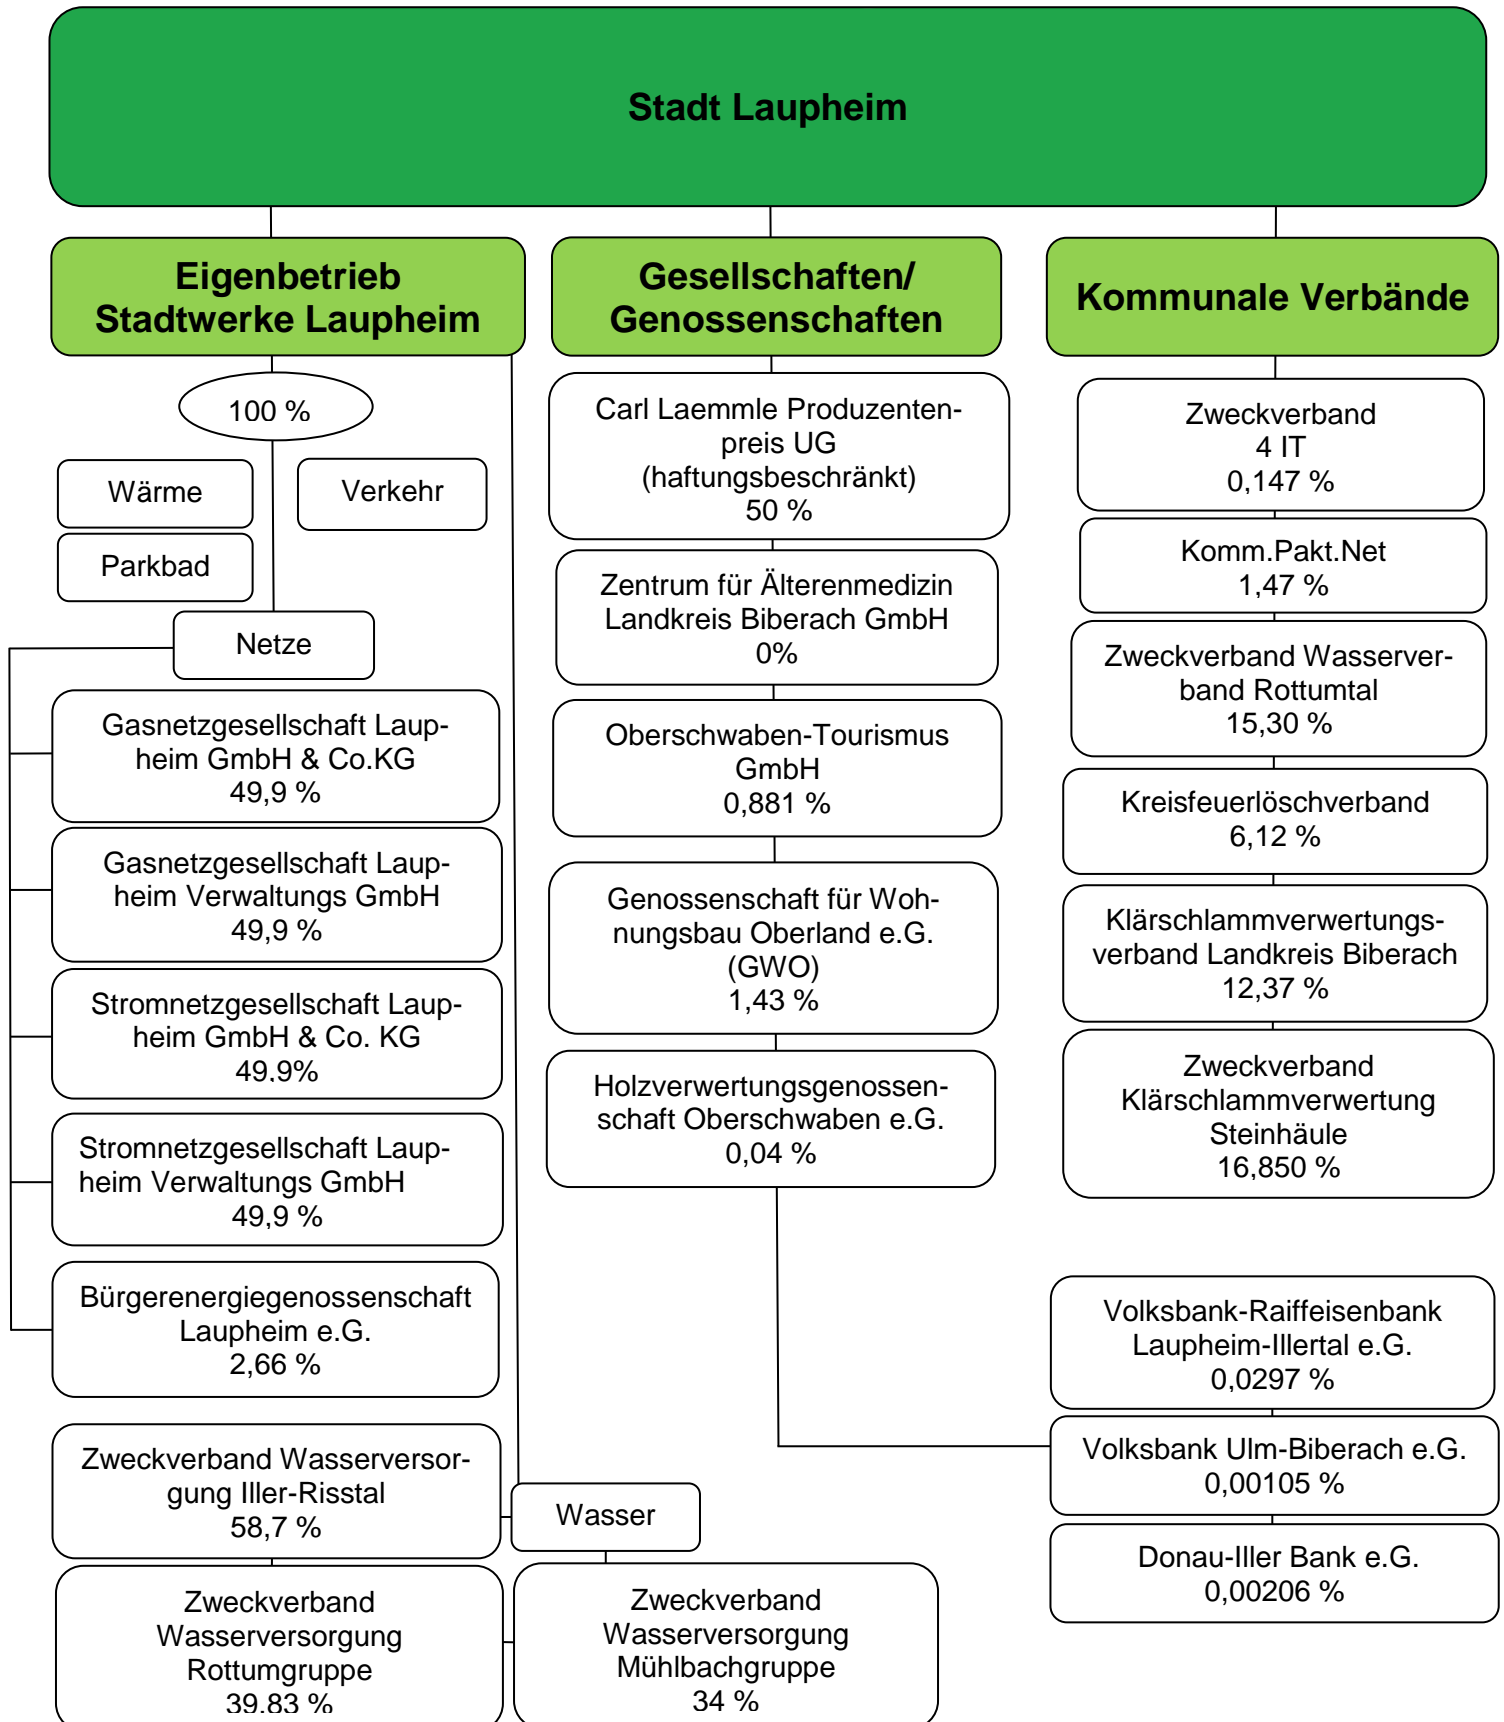 Stadt Laupheim
Eigenbetrieb
Stadtwerke Laupheim
100 %
Wärme
Verkehr
Parkbad
Netze
Gasnetzgesellschaft Laup-
heim GmbH & Co.KG
49,9 %
Gasnetzgesellschaft Laup-
heim Verwaltungs GmbH
49,9 %
Stromnetzgesellschaft Laup-
heim GmbH & Co. KG
49,9%
Stromnetzgesellschaft Laup-
heim Verwaltungs GmbH
49,9 %
Bürgerenergiegenossenschaft
Laupheim e.G.
2,66 %
Zweckverband Wasserversor-
gung Iller-Risstal
58,7 %
Wasser
Zweckverband
Wasserversorgung
Rottumgruppe
39,83 %
Zweckverband
Wasserversorgung
Mühlbachgruppe
34 %
Gesellschaften/
Genossenschaften
Carl Laemmle Produzenten-
preis UG
(haftungsbeschränkt)
50 %
Zentrum für Älterenmedizin
Landkreis Biberach GmbH
0%
Oberschwaben-Tourismus
GmbH
0,881 %
Genossenschaft für Woh-
nungsbau Oberland e.G.
(GWO)
1,43 %
Holzverwertungsgenossen-
schaft Oberschwaben e.G.
0,04 %
Volksbank-Raiffeisenbank
Laupheim-Illertal e.G.
0,0297 %
Volksbank Ulm-Biberach e.G.
0,00105 %
Donau-Iller Bank e.G.
0,00206 %
Kommunale Verbände
Zweckverband
4 IT
0,147 %
Komm.Pakt.Net
1,47 %
Zweckverband Wasserver-
band Rottumtal
15,30 %
Kreisfeuerlöschverband
6,12 %
Klärschlammverwertungs-
verband Landkreis Biberach
12,37 %
Zweckverband
Klärschlammverwertung
Steinhäule
16,850 %